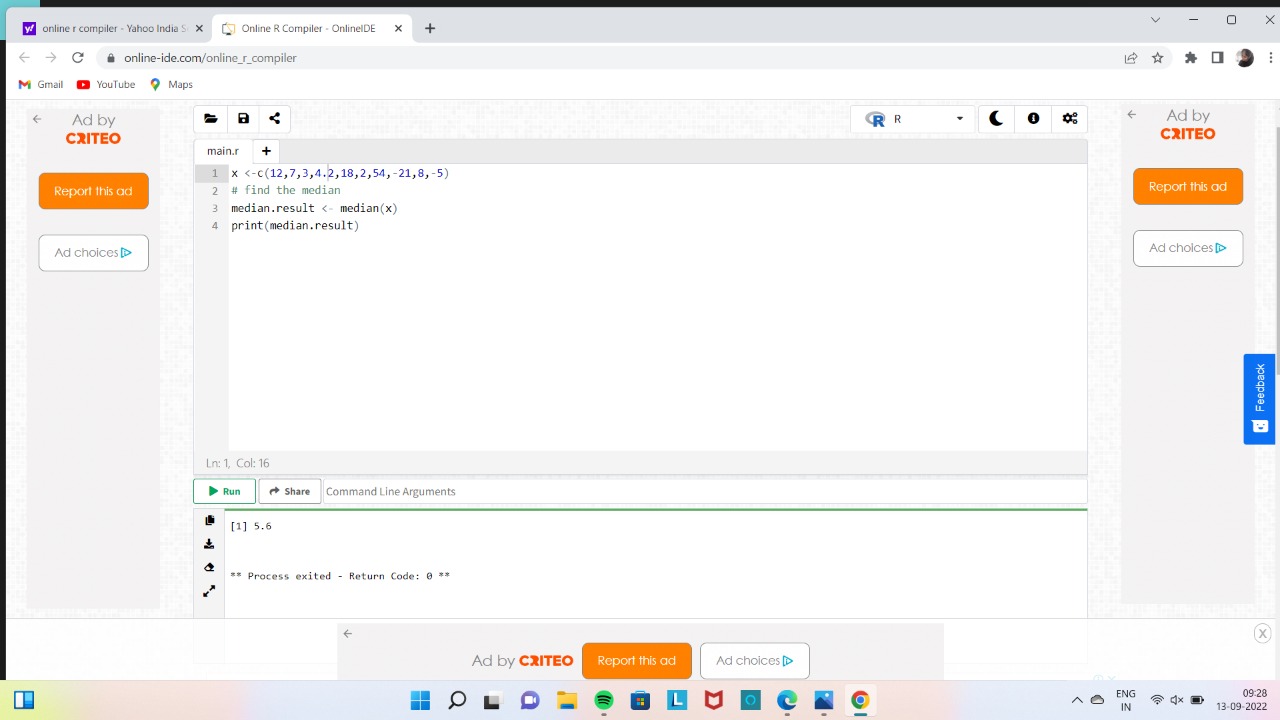 online r compiler - Yahoo India S
Online R Compiler - OnlineIDE
online-ide.com/online_r_compiler
Gmail
YouTube
Maps
Ad by
CRITEO
Report this ad
Ad choices
R
main.r
1 x <-c(12,7,3,4.2,18,2,54,-21,8,-5)
2 # find the median
3 median.result <- median(x)
4 print(median.result)
Ad by
CRITEO
Report this ad
Ad choices
Feedback
Ln: 1, Col: 16
Run
Share
Command Line Arguments
[1] 5.6
** Process exited - Return Code: 0 **
Ad by CRITEO
Report this ad
Ad choices
X
ENG
IN
09:28
13-09-2022